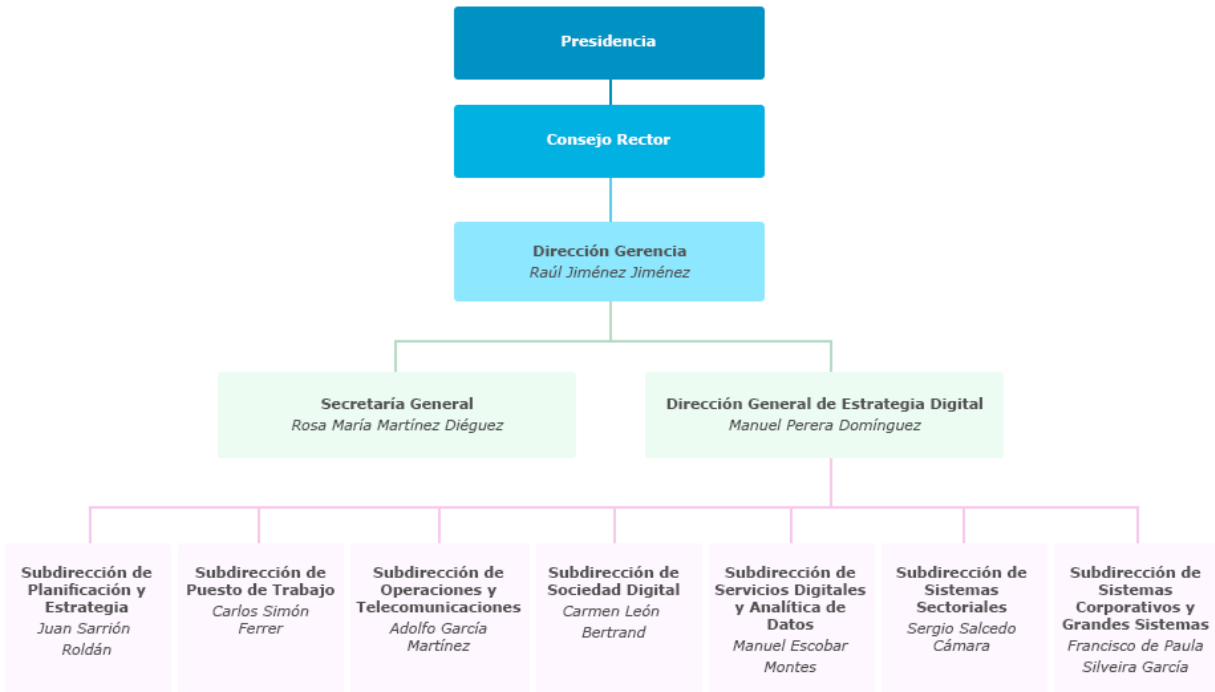 Presidencia
Consejo Rector
Dirección Gerencia
Raúl Jiménez Jiménez
Secretaría General
Rosa María Martínez Diéguez
Dirección General de Estrategia Digital
Manuel Perera Domínguez
Subdirección de
Planificación y
Estrategia
Juan Sarrión
Roldán
Subdirección de
Puesto de Trabajo
Carlos Simón
Ferrer
Subdirección de
Operaciones y
Telecomunicaciones
Adolfo García
Martínez
Subdirección de
Sociedad Digital
Carmen León
Bertrand
Subdirección de
Servicios Digitales
y Analítica de
Datos
Manuel Escobar
Montes
Subdirección de
Sistemas
Sectoriales
Sergio Salcedo
Cámara
Subdirección de
Sistemas
Corporativos y
Grandes Sistemas
Francisco de Paula
Silveira García